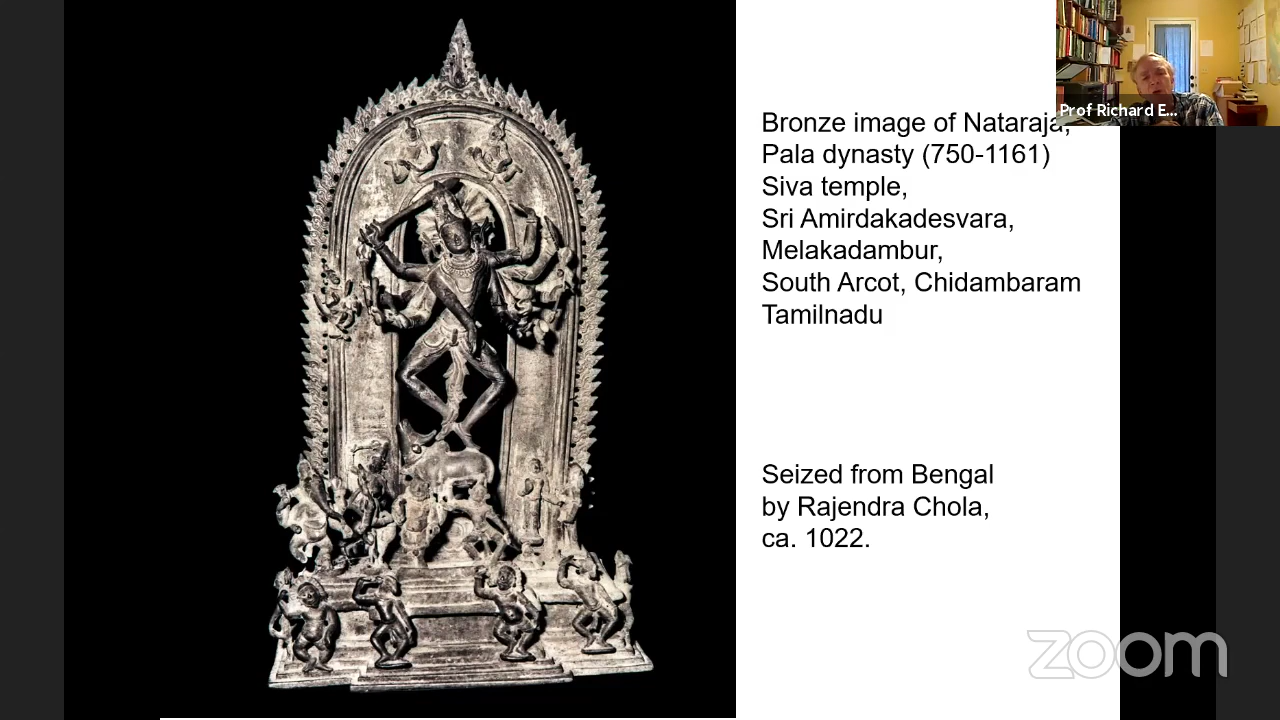 Bronze image of Nataraja,
Pala dynasty (750-1161)
Siva temple,
Sri Amirdakadesvara,
Melakadambur,
South Arcot, Chidambaram
Tamilnadu
Seized from Bengal
by Rajendra Chola,
ca. 1022.
Prof Richard E...
zoom